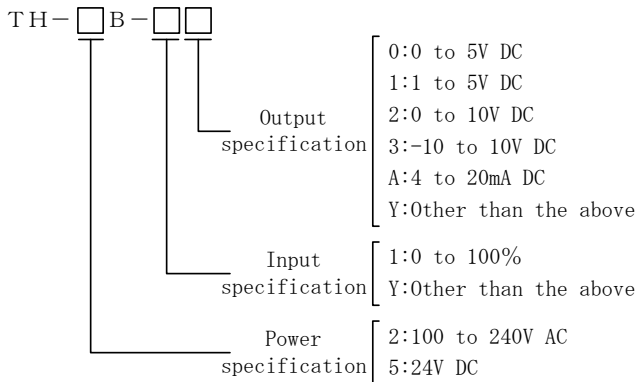 TH-□B-□□
0:0 to 5V DC
1:1 to 5V DC
2:0 to 10V DC
3:-10 to 10V DC
A:4 to 20mA DC
Y:Other than the above
Output
specification
1:0 to 100%
Y:Other than the above
Input
specification
2:100 to 240V AC
5:24V DC
Power
specification